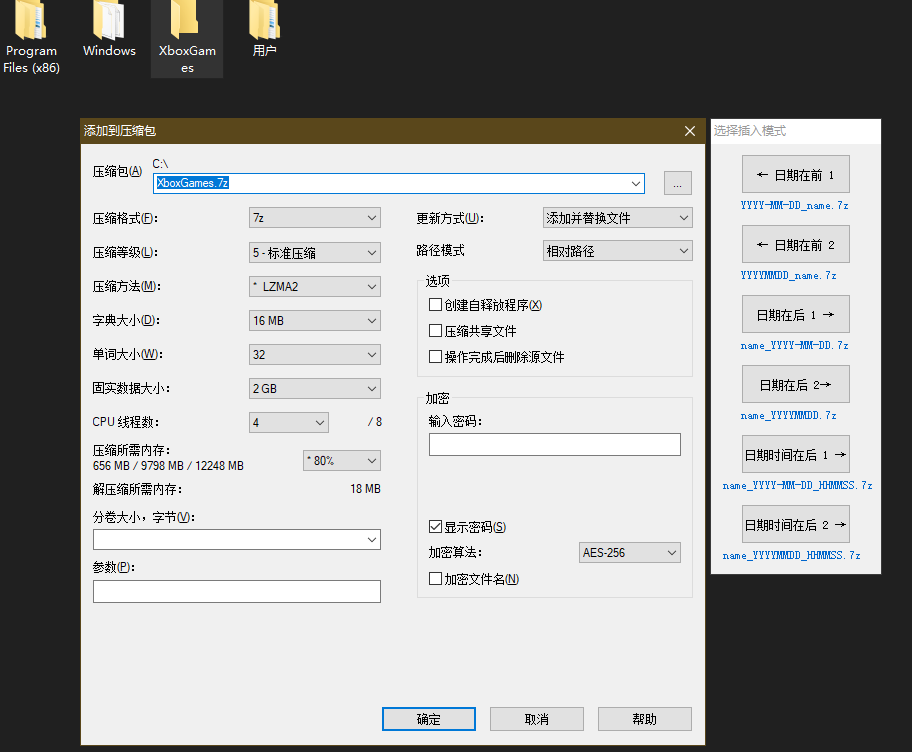 Program
Files (x86)
Windows
XboxGam
es
用户
添加到压缩包
压缩包(A)
C:\
XboxGames.7z
...
压缩格式(F):
7z
压缩等级(L):
5 - 标准压缩
压缩方法(M):
* LZMA2
字典大小(D):
16 MB
单词大小(W):
32
固实数据大小:
2 GB
CPU 线程数:
4
/ 8
压缩所需内存:
656 MB / 9798 MB / 12248 MB
* 80%
解压缩所需内存:
18 MB
分卷大小，字节(V):
参数(P):
更新方式(U):
添加并替换文件
路径模式
相对路径
选项
创建自释放程序(X)
压缩共享文件
操作完成后删除源文件
加密
输入密码:
显示密码(S)
加密算法:
AES-256
加密文件名(N)
确定
取消
帮助
选择插入模式
← 日期在前 1
YYYY-MM-DD_name.7z
← 日期在前 2
YYYYMMDD_name.7z
日期在后 1 →
name_YYYY-MM-DD.7z
日期在后 2→
name_YYYYMMDD.7z
日期时间在后 1 →
name_YYYY-MM-DD_HHMMSS.7z
日期时间在后 2 →
name_YYYYMMDD_HHMMSS.7z